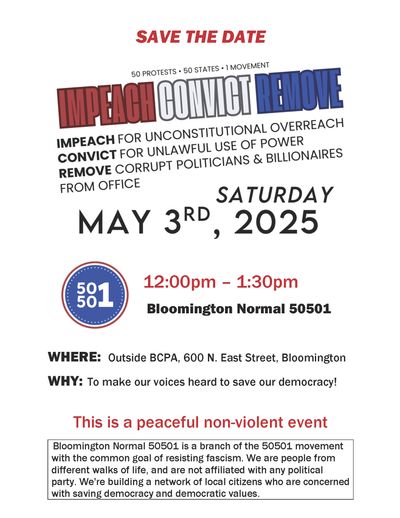 SAVE THE DATE
50 PROTESTS • 50 STATES • 1 MOVEMENT
IMPEACH CONVICT REMOVE
IMPEACH FOR UNCONSTITUTIONAL OVERREACH
CONVICT FOR UNLAWFUL USE OF POWER
REMOVE CORRUPT POLITICIANS & BILLIONAIRES
FROM OFFICE
SATURDAY
MAY 3RD, 2025
50
50
1
12:00pm – 1:30pm
Bloomington Normal 50501
WHERE: Outside BCPA, 600 N. East Street, Bloomington
WHY: To make our voices heard to save our democracy!
This is a peaceful non-violent event
Bloomington Normal 50501 is a branch of the 50501 movement
with the common goal of resisting fascism. We are people from
different walks of life, and are not affiliated with any political
party. We're building a network of local citizens who are concerned
with saving democracy and democratic values.